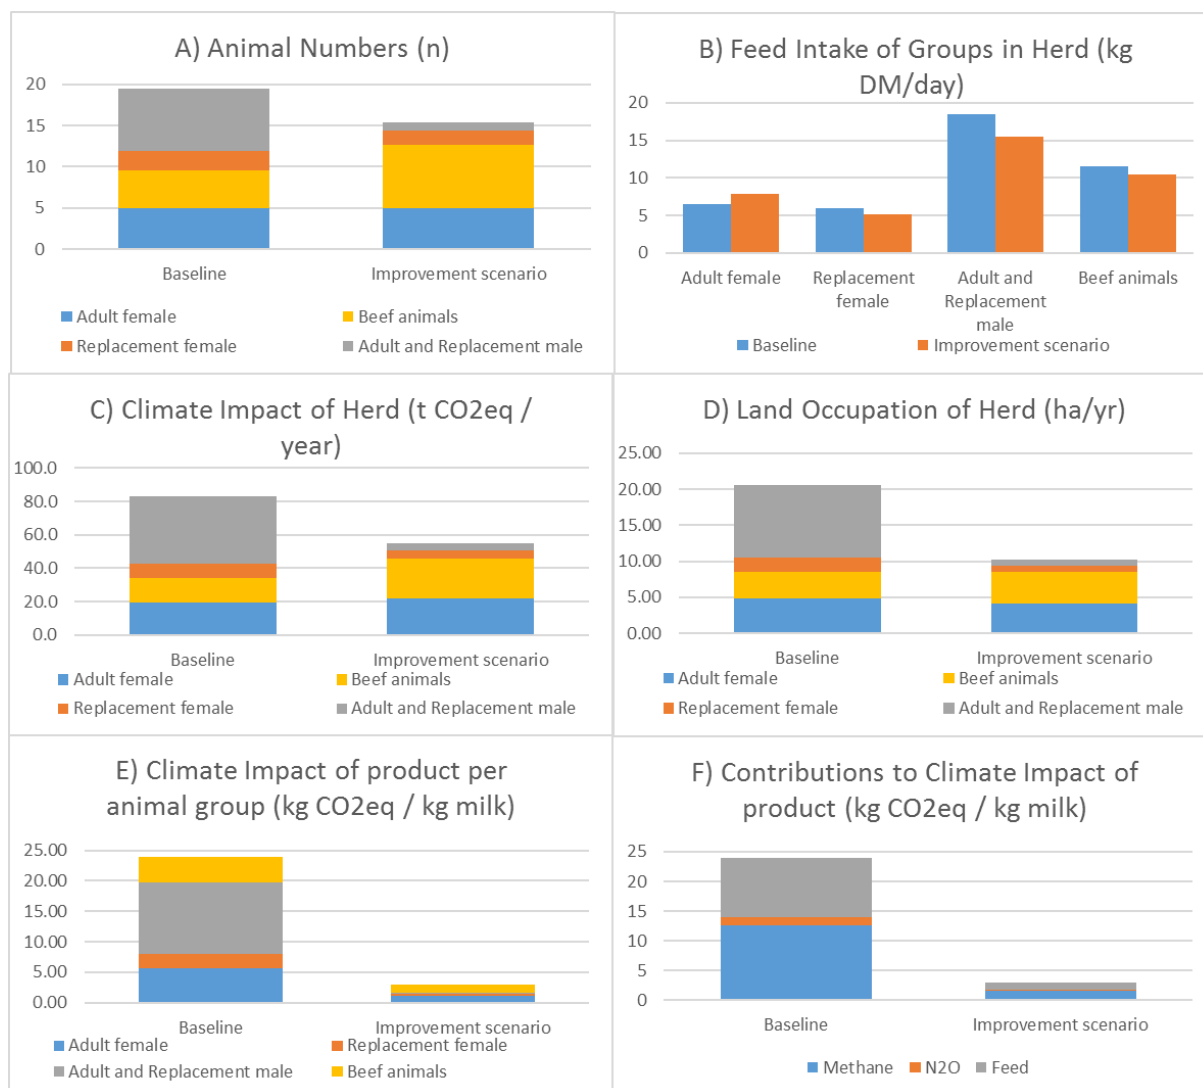 A) Animal Numbers (n)
20
15
10
5
0
Baseline Improvement scenario
Adult female Beef animals
Replacement female Adult and Replacement male
B) Feed Intake of Groups in Herd (kg
DM/day)
20
15
10
5
0
Adult female Replacement Adult and Beef animals
female Replacement
male
Baseline Improvement scenario
C) Climate Impact of Herd (t CO2eq /
year)
100.0
80.0
60.0
40.0
20.0
0.0
Baseline Improvement scenario
Adult female Beef animals
Replacement female Adult and Replacement male
D) Land Occupation of Herd (ha/yr)
25.00
20.00
15.00
10.00
5.00
0.00
Baseline Improvement scenario
Adult female Beef animals
Replacement female Adult and Replacement male
E) Climate Impact of product per
animal group (kg CO2eq / kg milk)
25.00
20.00
15.00
10.00
5.00
0.00
Baseline Improvement scenario
Adult female Replacement female
Adult and Replacement male Beef animals
F) Contributions to Climate Impact of
product (kg CO2eq / kg milk)
25
20
15
10
5
0
Baseline Improvement scenario
Methane N2O Feed